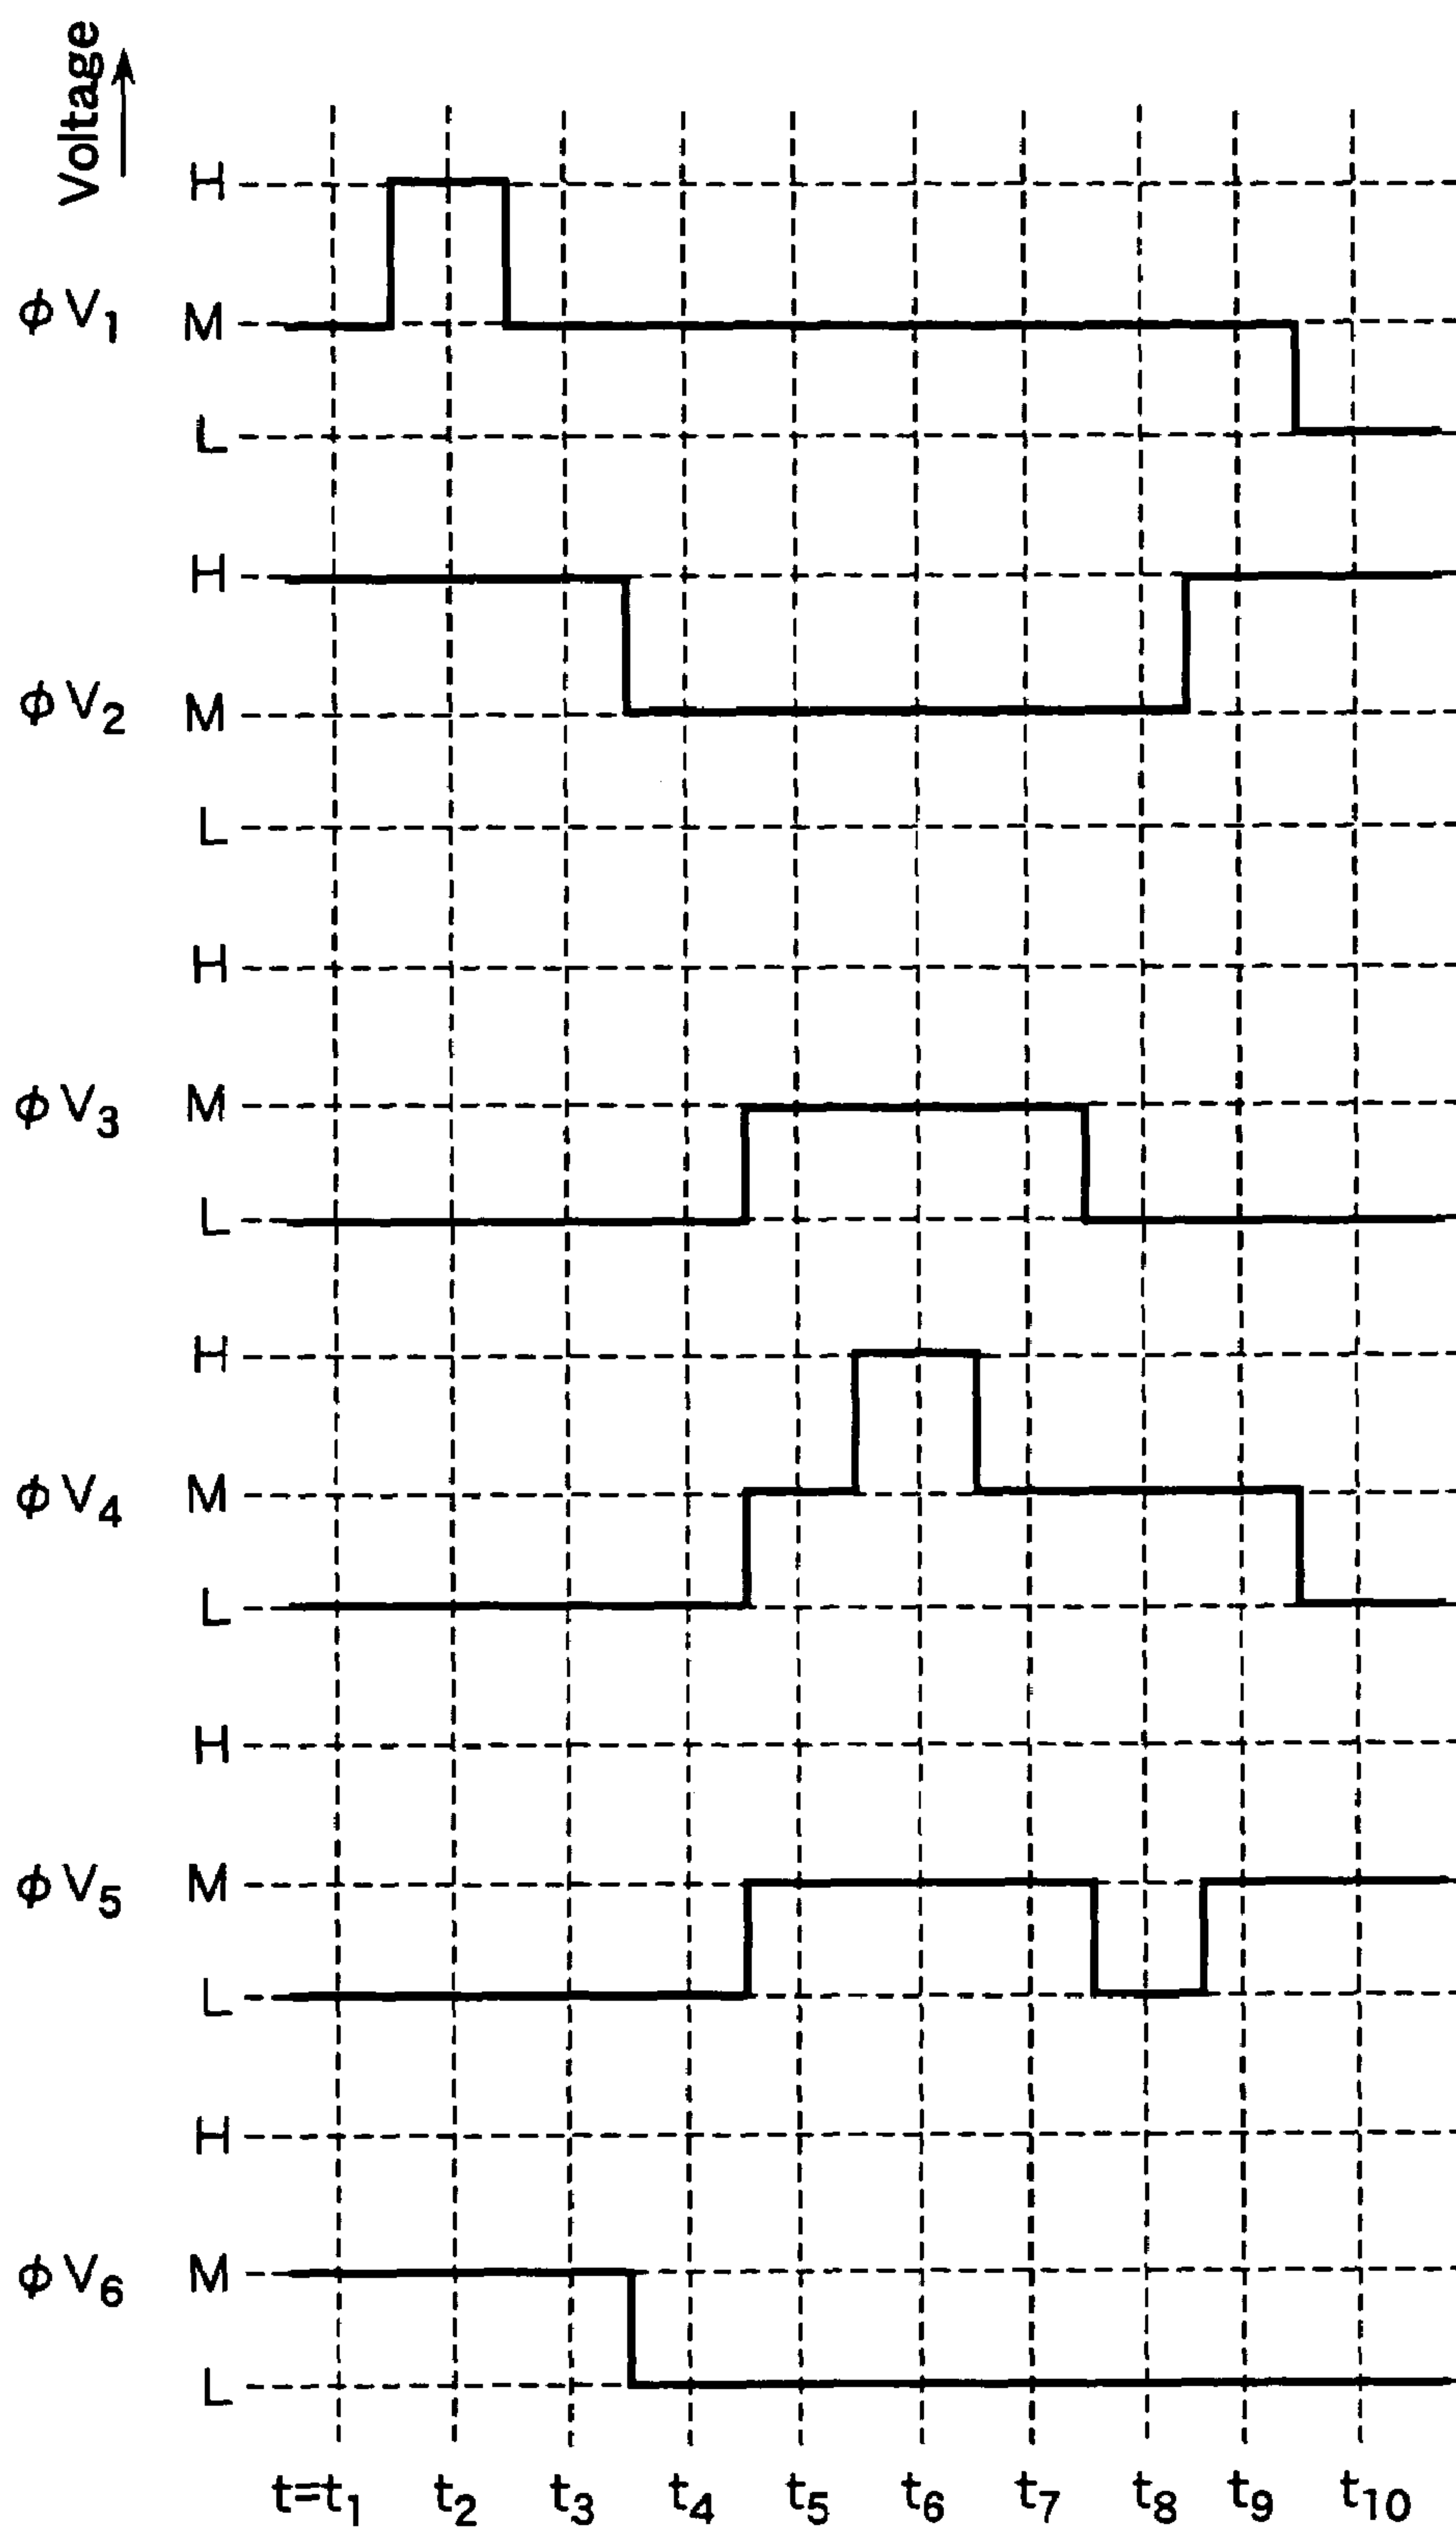 Voltage
H
ϕV₁ M
L
H
ϕV₂ M
L
H
ϕV₃ M
L
H
ϕV₄ M
L
H
ϕV₅ M
L
H
ϕV₆ M
L
t=t₁ t₂ t₃ t₄ t₅ t₆ t₇ t₈ t₉ t₁₀